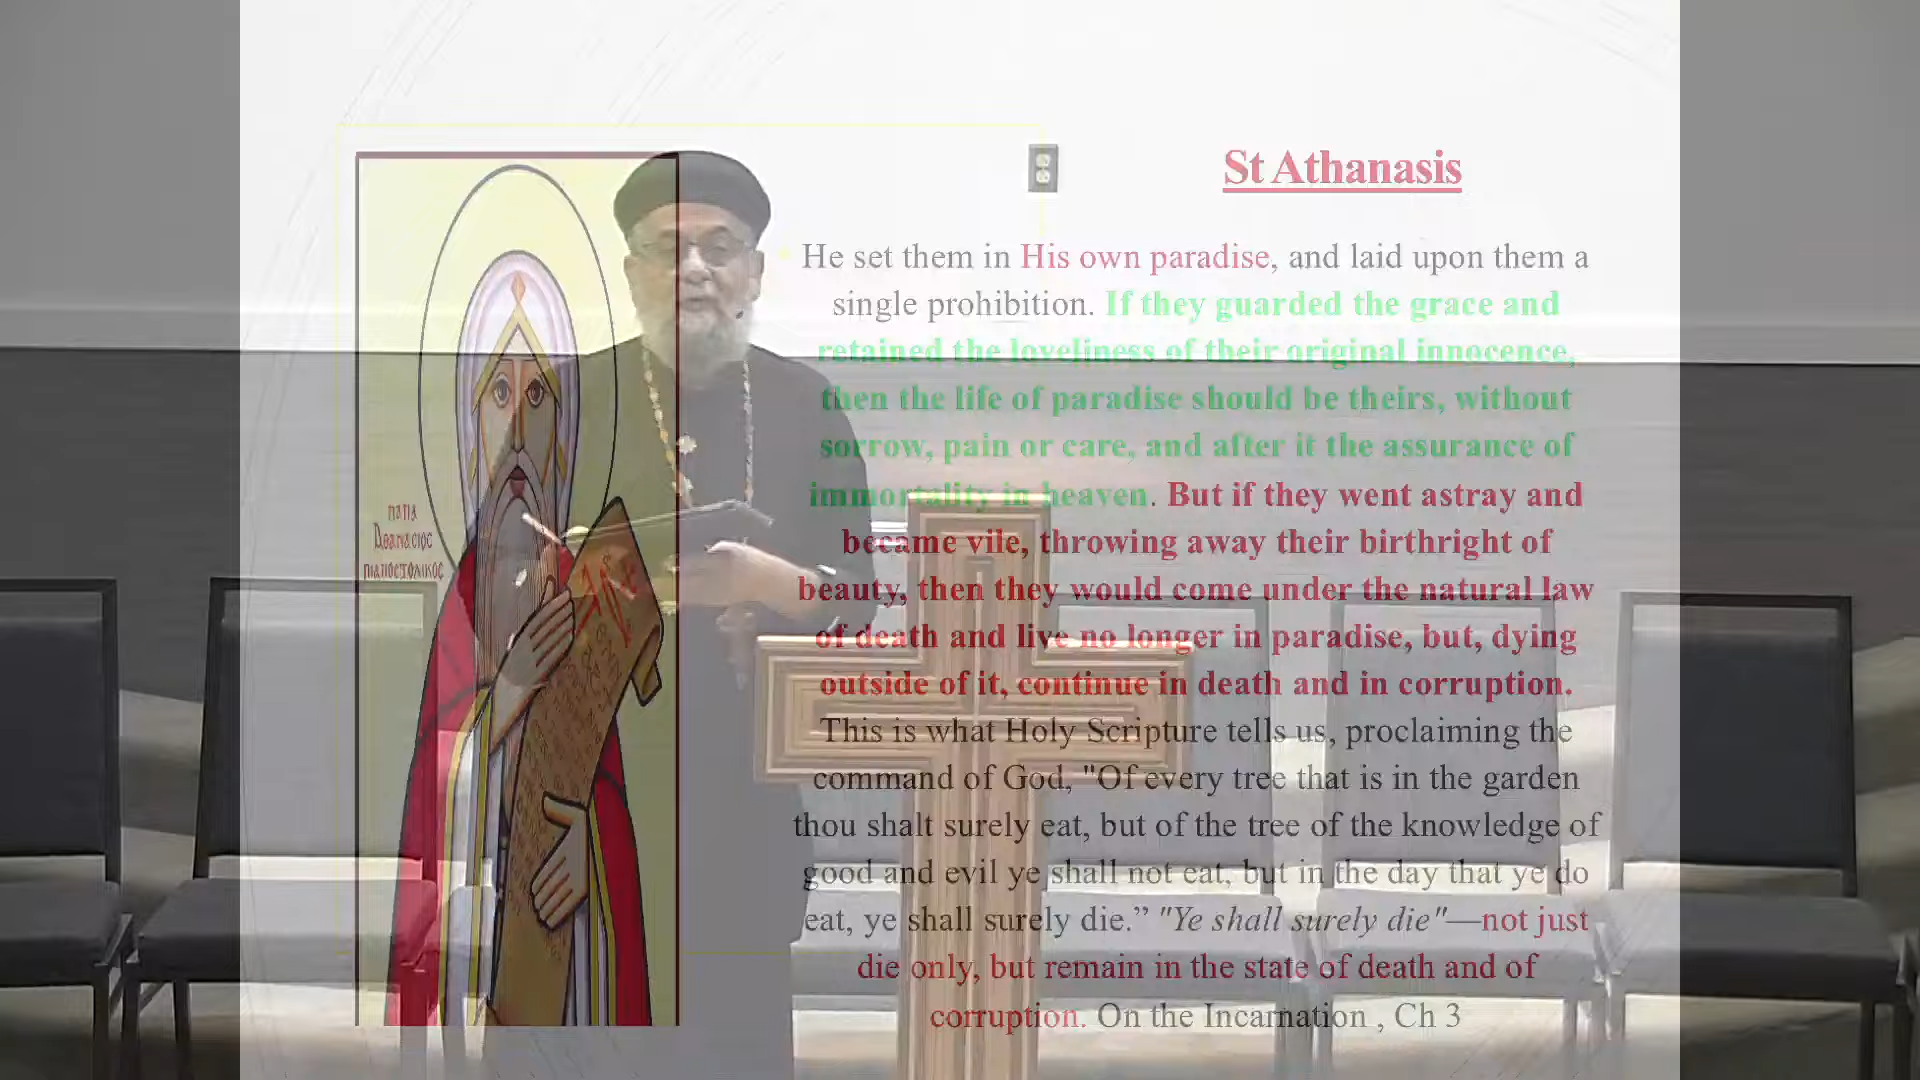 St Athanasis
He set them in His own paradise, and laid upon them a
single prohibition. If they guarded the grace and
retained the loveliness of their original innocence,
then the life of paradise should be theirs, without
sorrow, pain or care, and after it the assurance of
immortality in heaven. But if they went astray and
became vile, throwing away their birthright of
beauty, then they would come under the natural law
of death and live no longer in paradise, but, dying
outside of it, continue in death and in corruption.
This is what Holy Scripture tells us, proclaiming the
command of God, "Of every tree that is in the garden
thou shalt surely eat, but of the tree of the knowledge of
good and evil ye shall not eat, but in the day that ye do
eat, ye shall surely die.” "Ye shall surely die"—not just
die only, but remain in the state of death and of
corruption. On the Incarnation , Ch 3